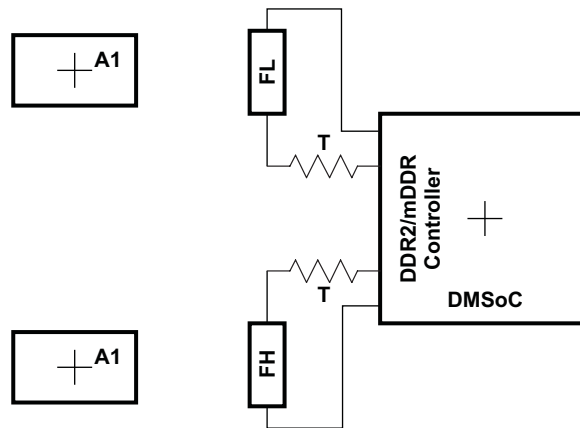 A1
FL
T
DDR2/mDDR
Controller
DMSoC
T
A1
FH